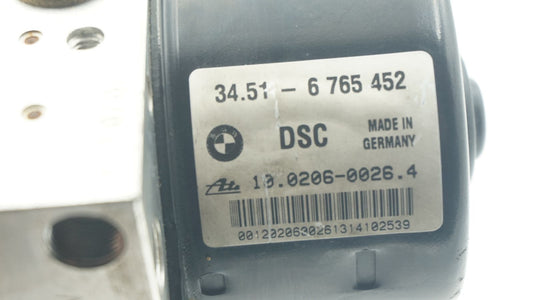 34.51 - 6 765 452
DSC MADE IN GERMANY
Ate 10.0206-0026.4
0012020630261314102539